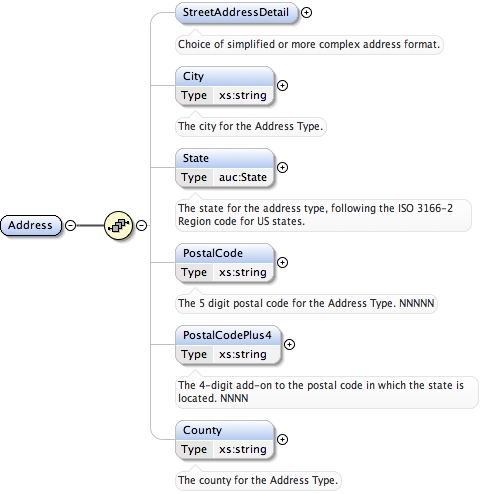 StreetAddressDetail
Choice of simplified or more complex address format.
City
Type xs:string
The city for the Address Type.
State
Type auc:State
The state for the address type, following the ISO 3166-2
Region code for US states.
Address
PostalCode
Type xs:string
The 5 digit postal code for the Address Type. NNNNN
PostalCodePlus4
Type xs:string
The 4-digit add-on to the postal code in which the state is
located. NNNN
County
Type xs:string
The county for the Address Type.